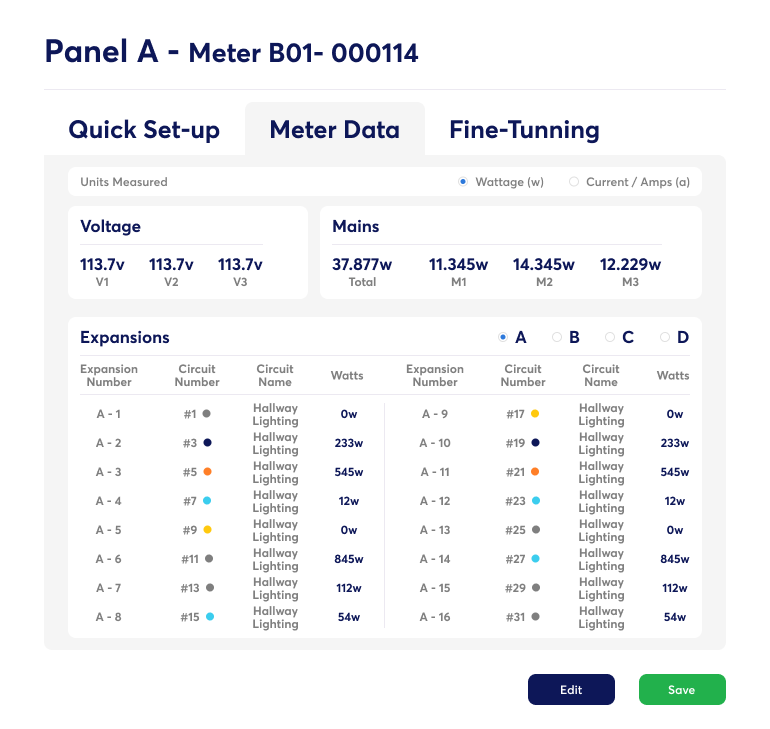 Panel A - Meter B01- 000114
Quick Set-up Meter Data Fine-Tunning
Units Measured Wattage (w) Current / Amps (a)
Voltage
113.7v 113.7v 113.7v
V1 V2 V3
Mains
37.877w 11.345w 14.345w 12.229w
Total M1 M2 M3
Expansions A B C D
Expansion Number Circuit Number Circuit Name Watts Expansion Number Circuit Number Circuit Name Watts
A - 1 #1 Hallway Lighting 0w A - 9 #17 Hallway Lighting 0w
A - 2 #3 Hallway Lighting 233w A - 10 #19 Hallway Lighting 233w
A - 3 #5 Hallway Lighting 545w A - 11 #21 Hallway Lighting 545w
A - 4 #7 Hallway Lighting 12w A - 12 #23 Hallway Lighting 12w
A - 5 #9 Hallway Lighting 0w A - 13 #25 Hallway Lighting 0w
A - 6 #11 Hallway Lighting 845w A - 14 #27 Hallway Lighting 845w
A - 7 #13 Hallway Lighting 112w A - 15 #29 Hallway Lighting 112w
A - 8 #15 Hallway Lighting 54w A - 16 #31 Hallway Lighting 54w
Edit Save